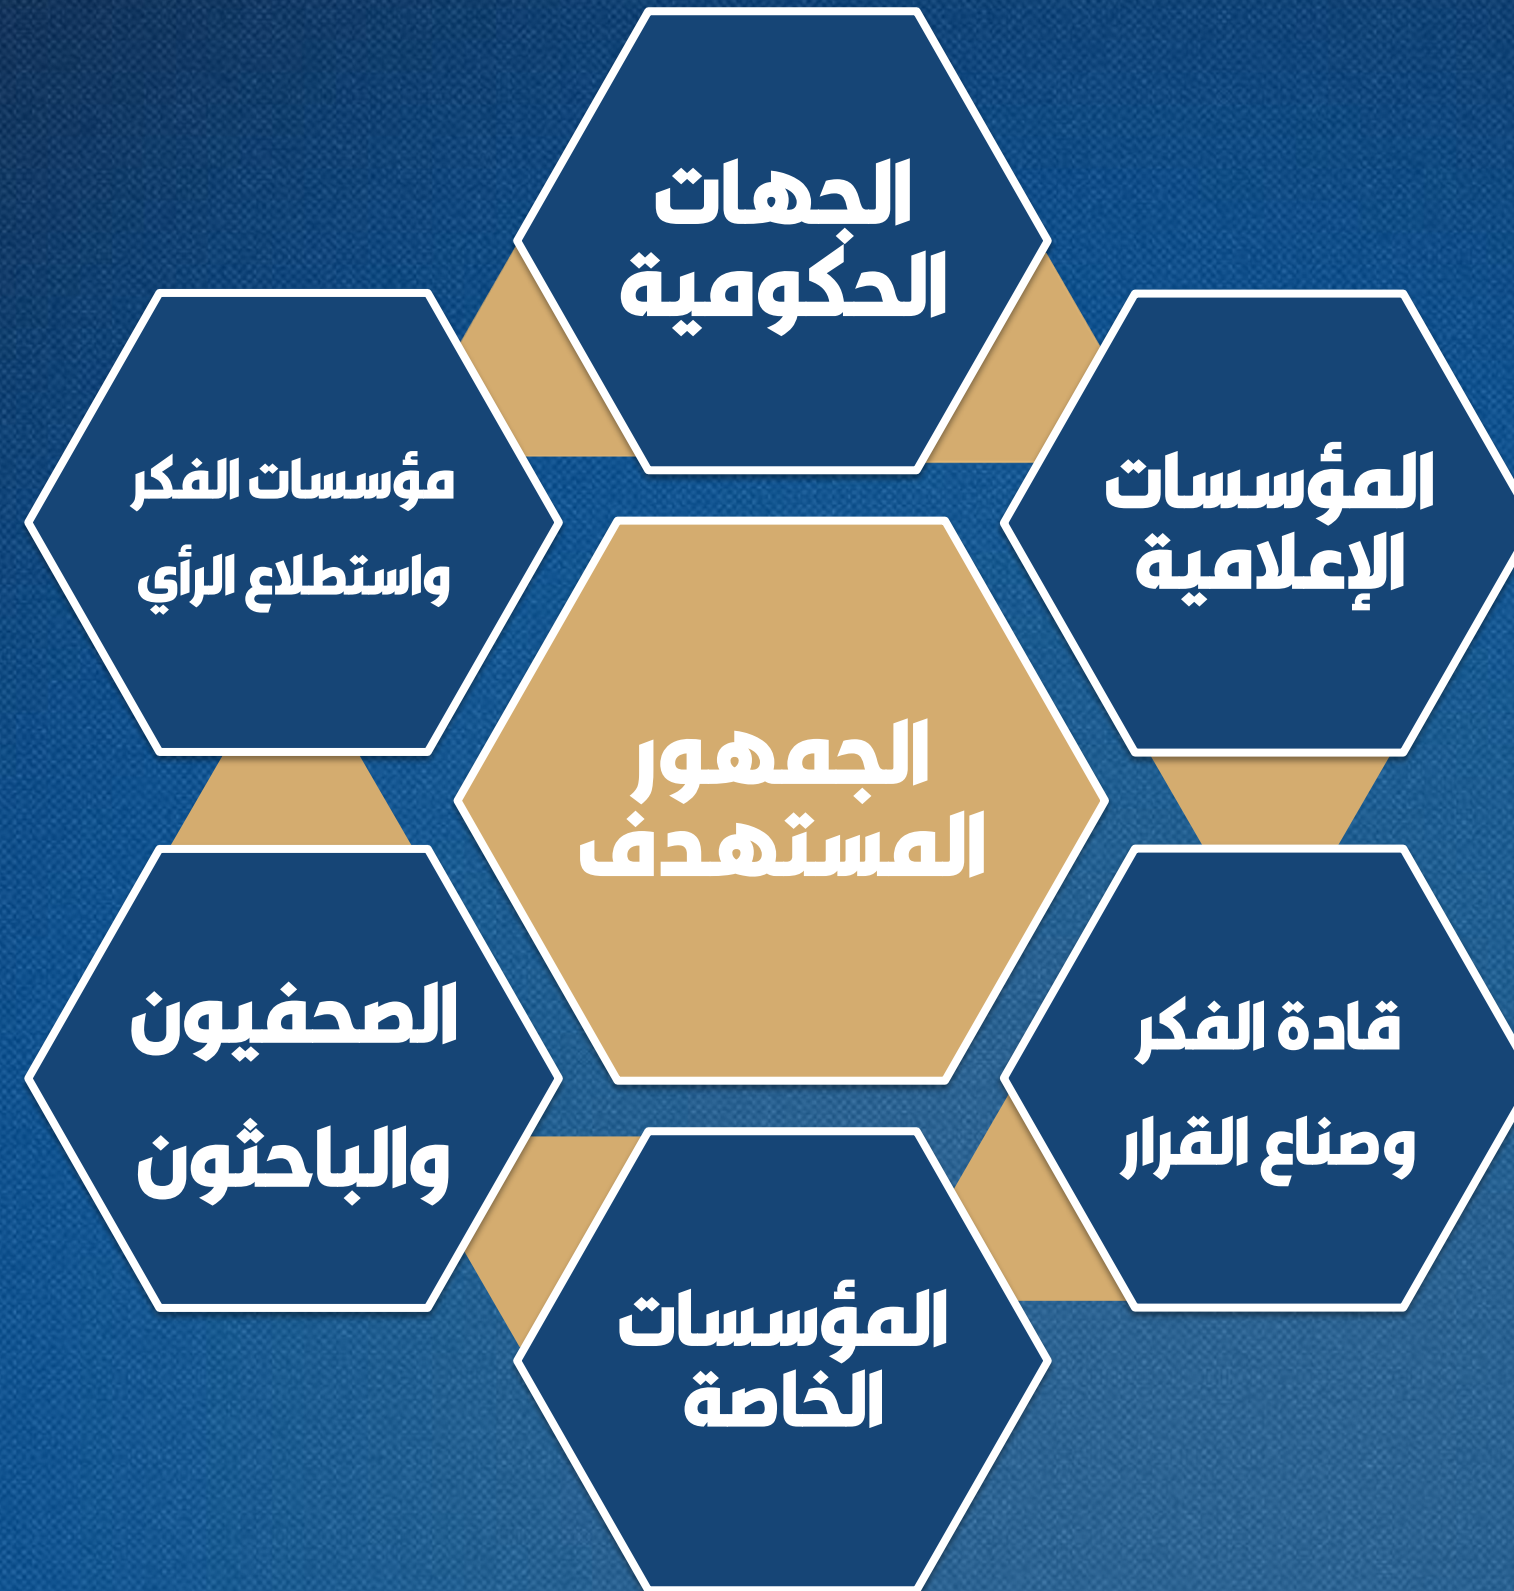 الجهات
الحكومية
المؤسسات
الإعلامية
مؤسسات الفكر
واستطلاع الرأي
الجمهور
المستهدف
قادة الفكر
وصناع القرار
الصحفيون
والباحثون
المؤسسات
الخاصة